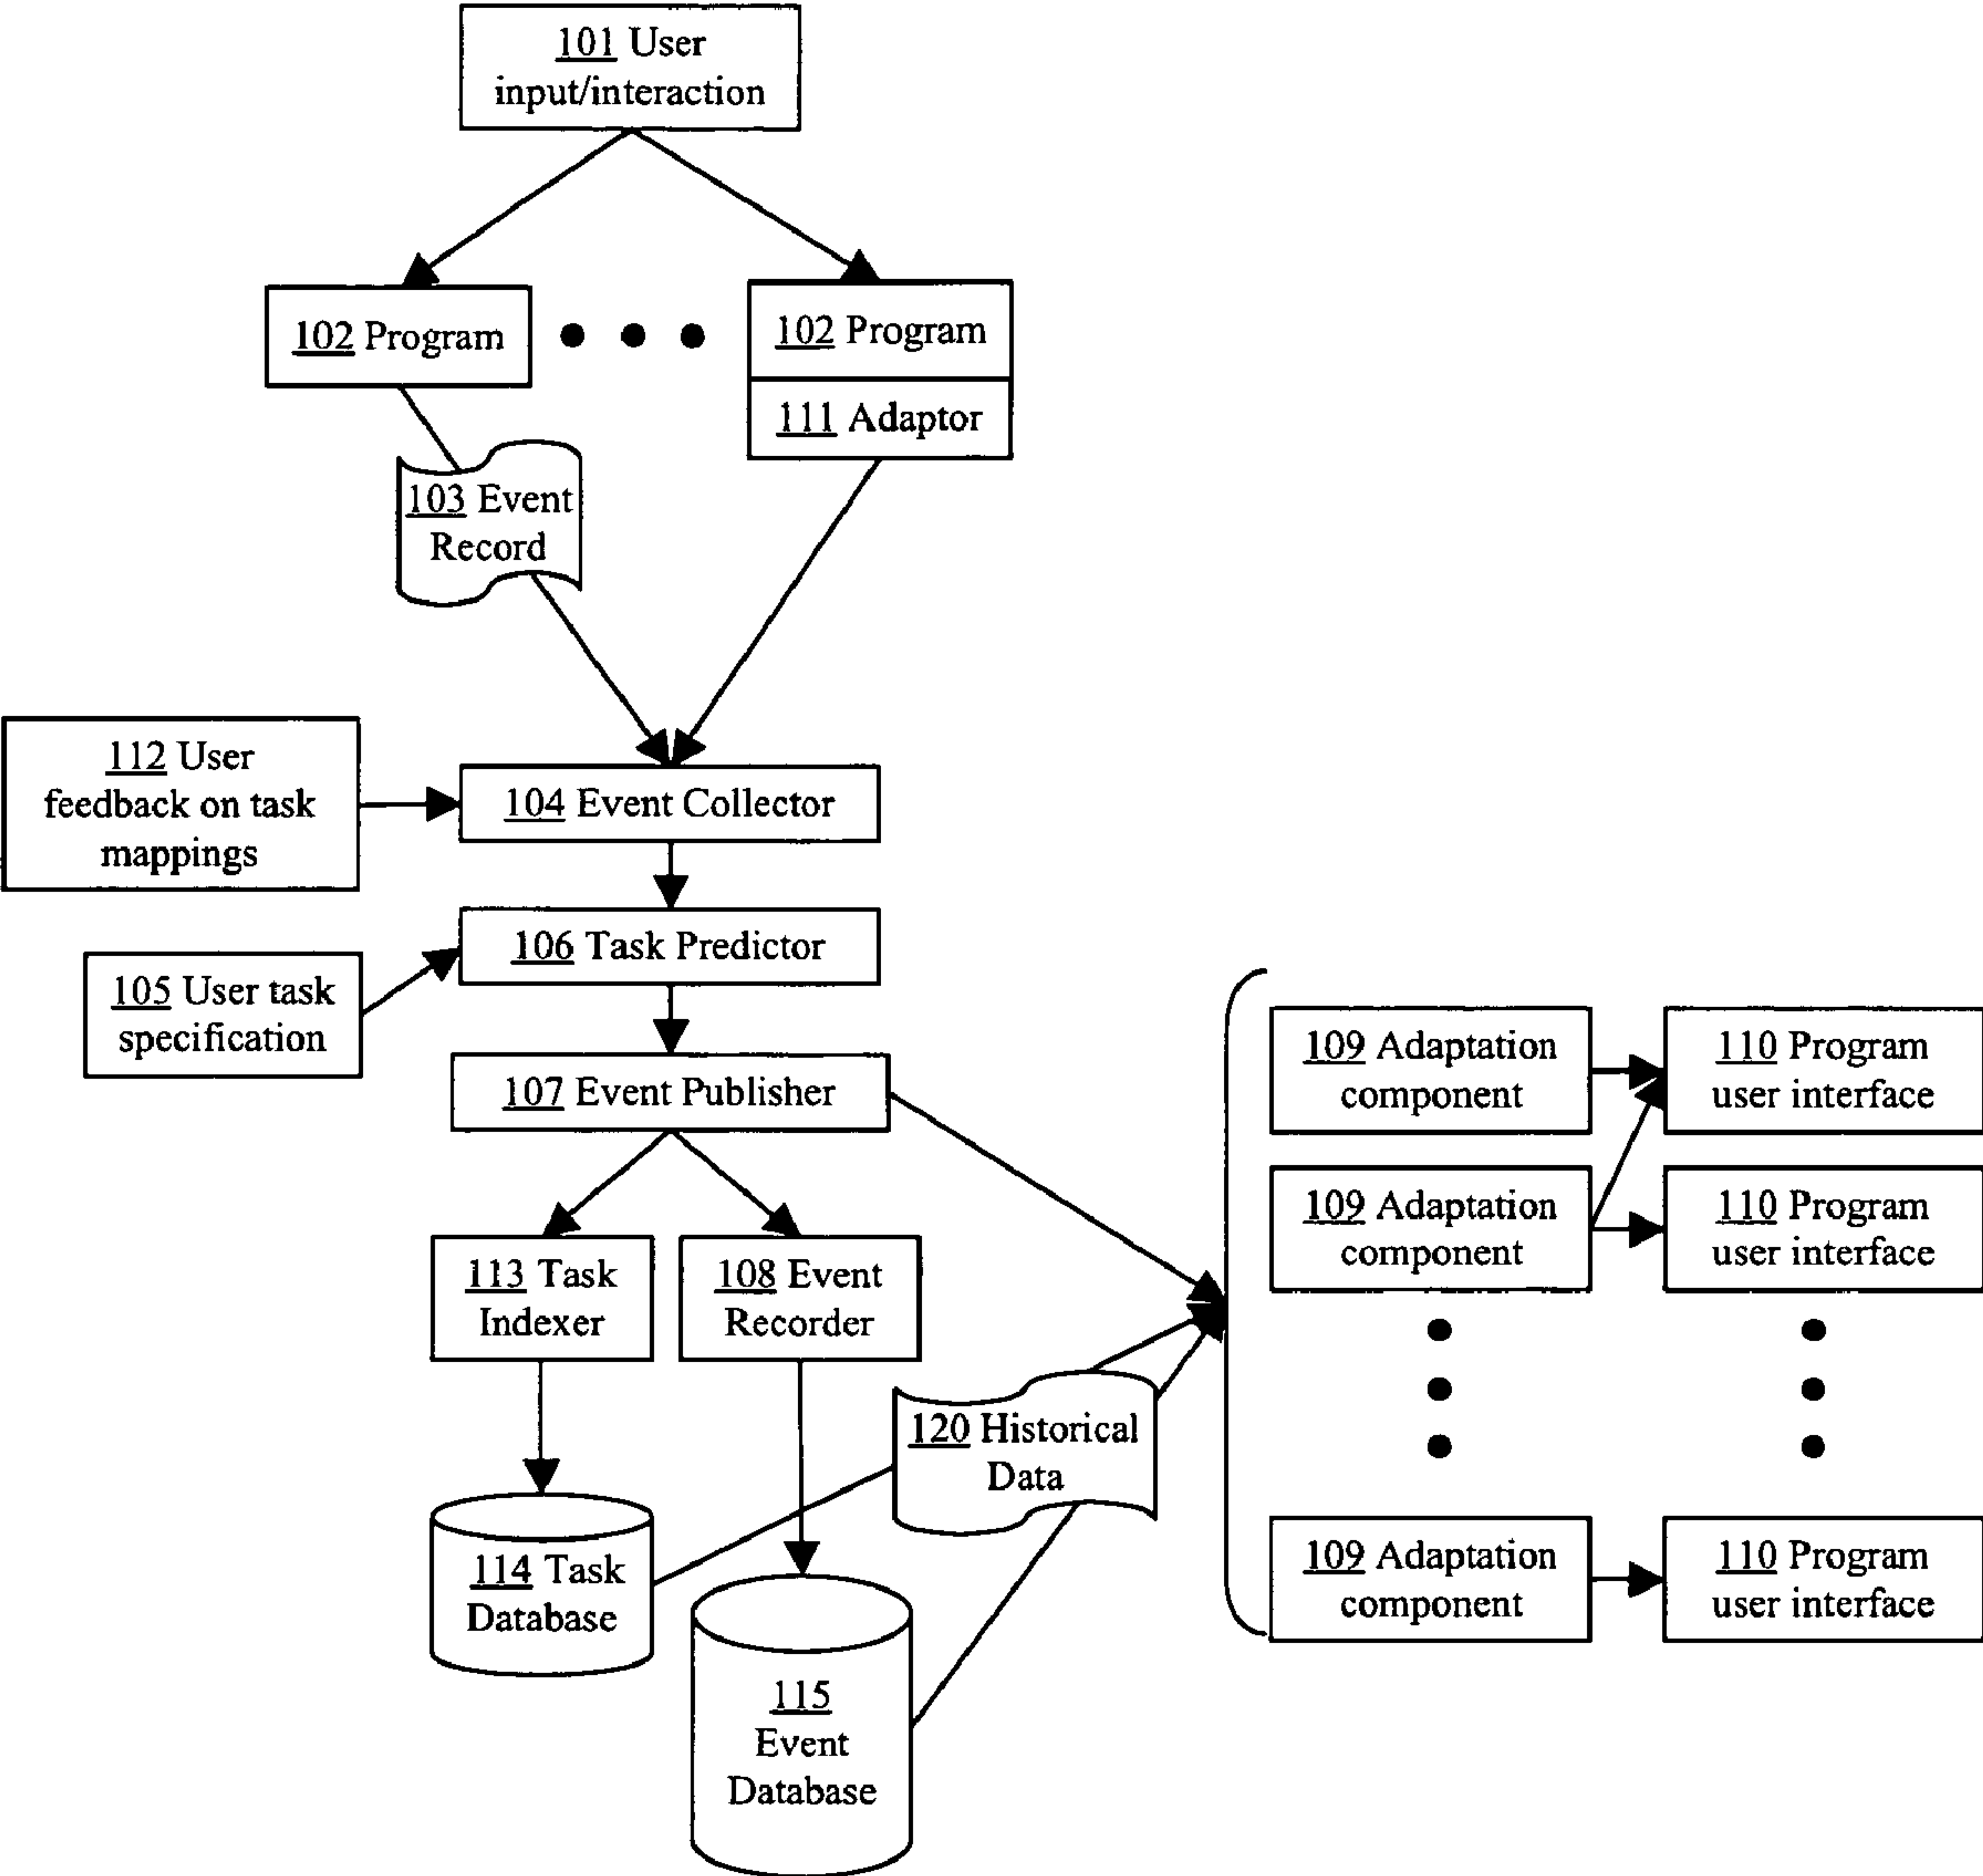 101 User
input/interaction
102 Program
102 Program
111 Adaptor
103 Event
Record
112 User
feedback on task
mappings
104 Event Collector
106 Task Predictor
105 User task
specification
107 Event Publisher
109 Adaptation
component
110 Program
user interface
109 Adaptation
component
110 Program
user interface
113 Task
Indexer
108 Event
Recorder
120 Historical
Data
114 Task
Database
109 Adaptation
component
110 Program
user interface
115
Event
Database